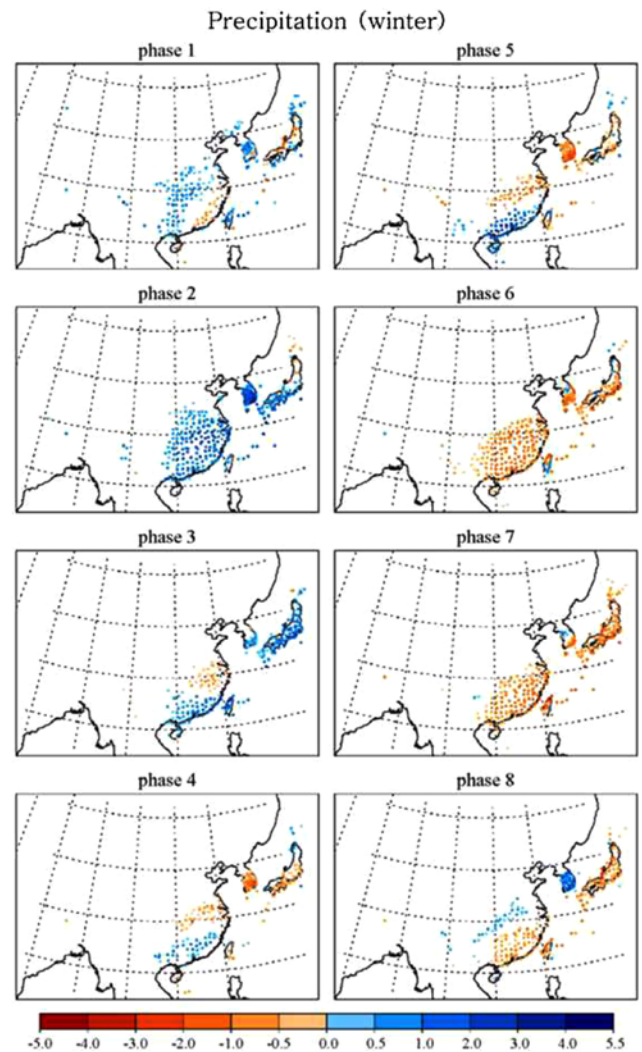 Precipitation (winter)
phase 1
phase 5
phase 2
phase 6
phase 3
phase 7
phase 4
phase 8
-5.0 -4.0 -3.0 -2.0 -1.0 -0.5 0.0 0.5 1.0 2.0 3.0 4.0 5.5